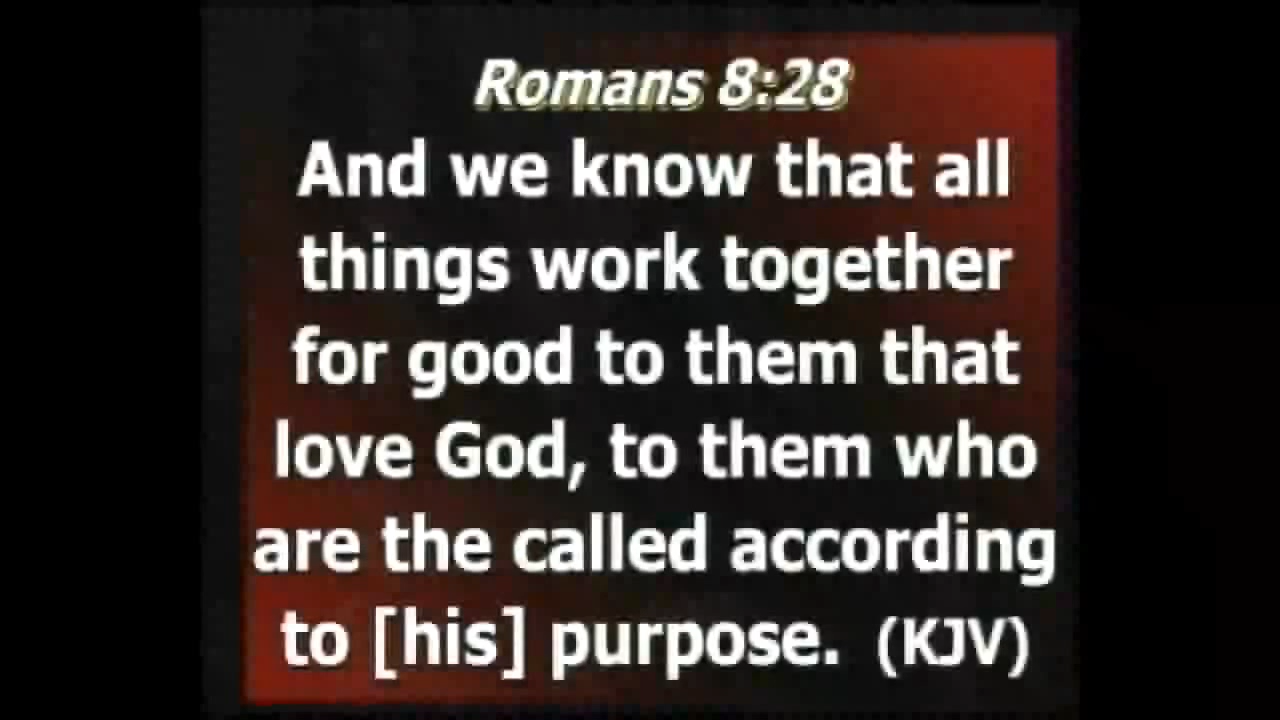 Romans 8:28
And we know that all
things work together
for good to them that
love God, to them who
are the called according
to [his] purpose. (KJV)